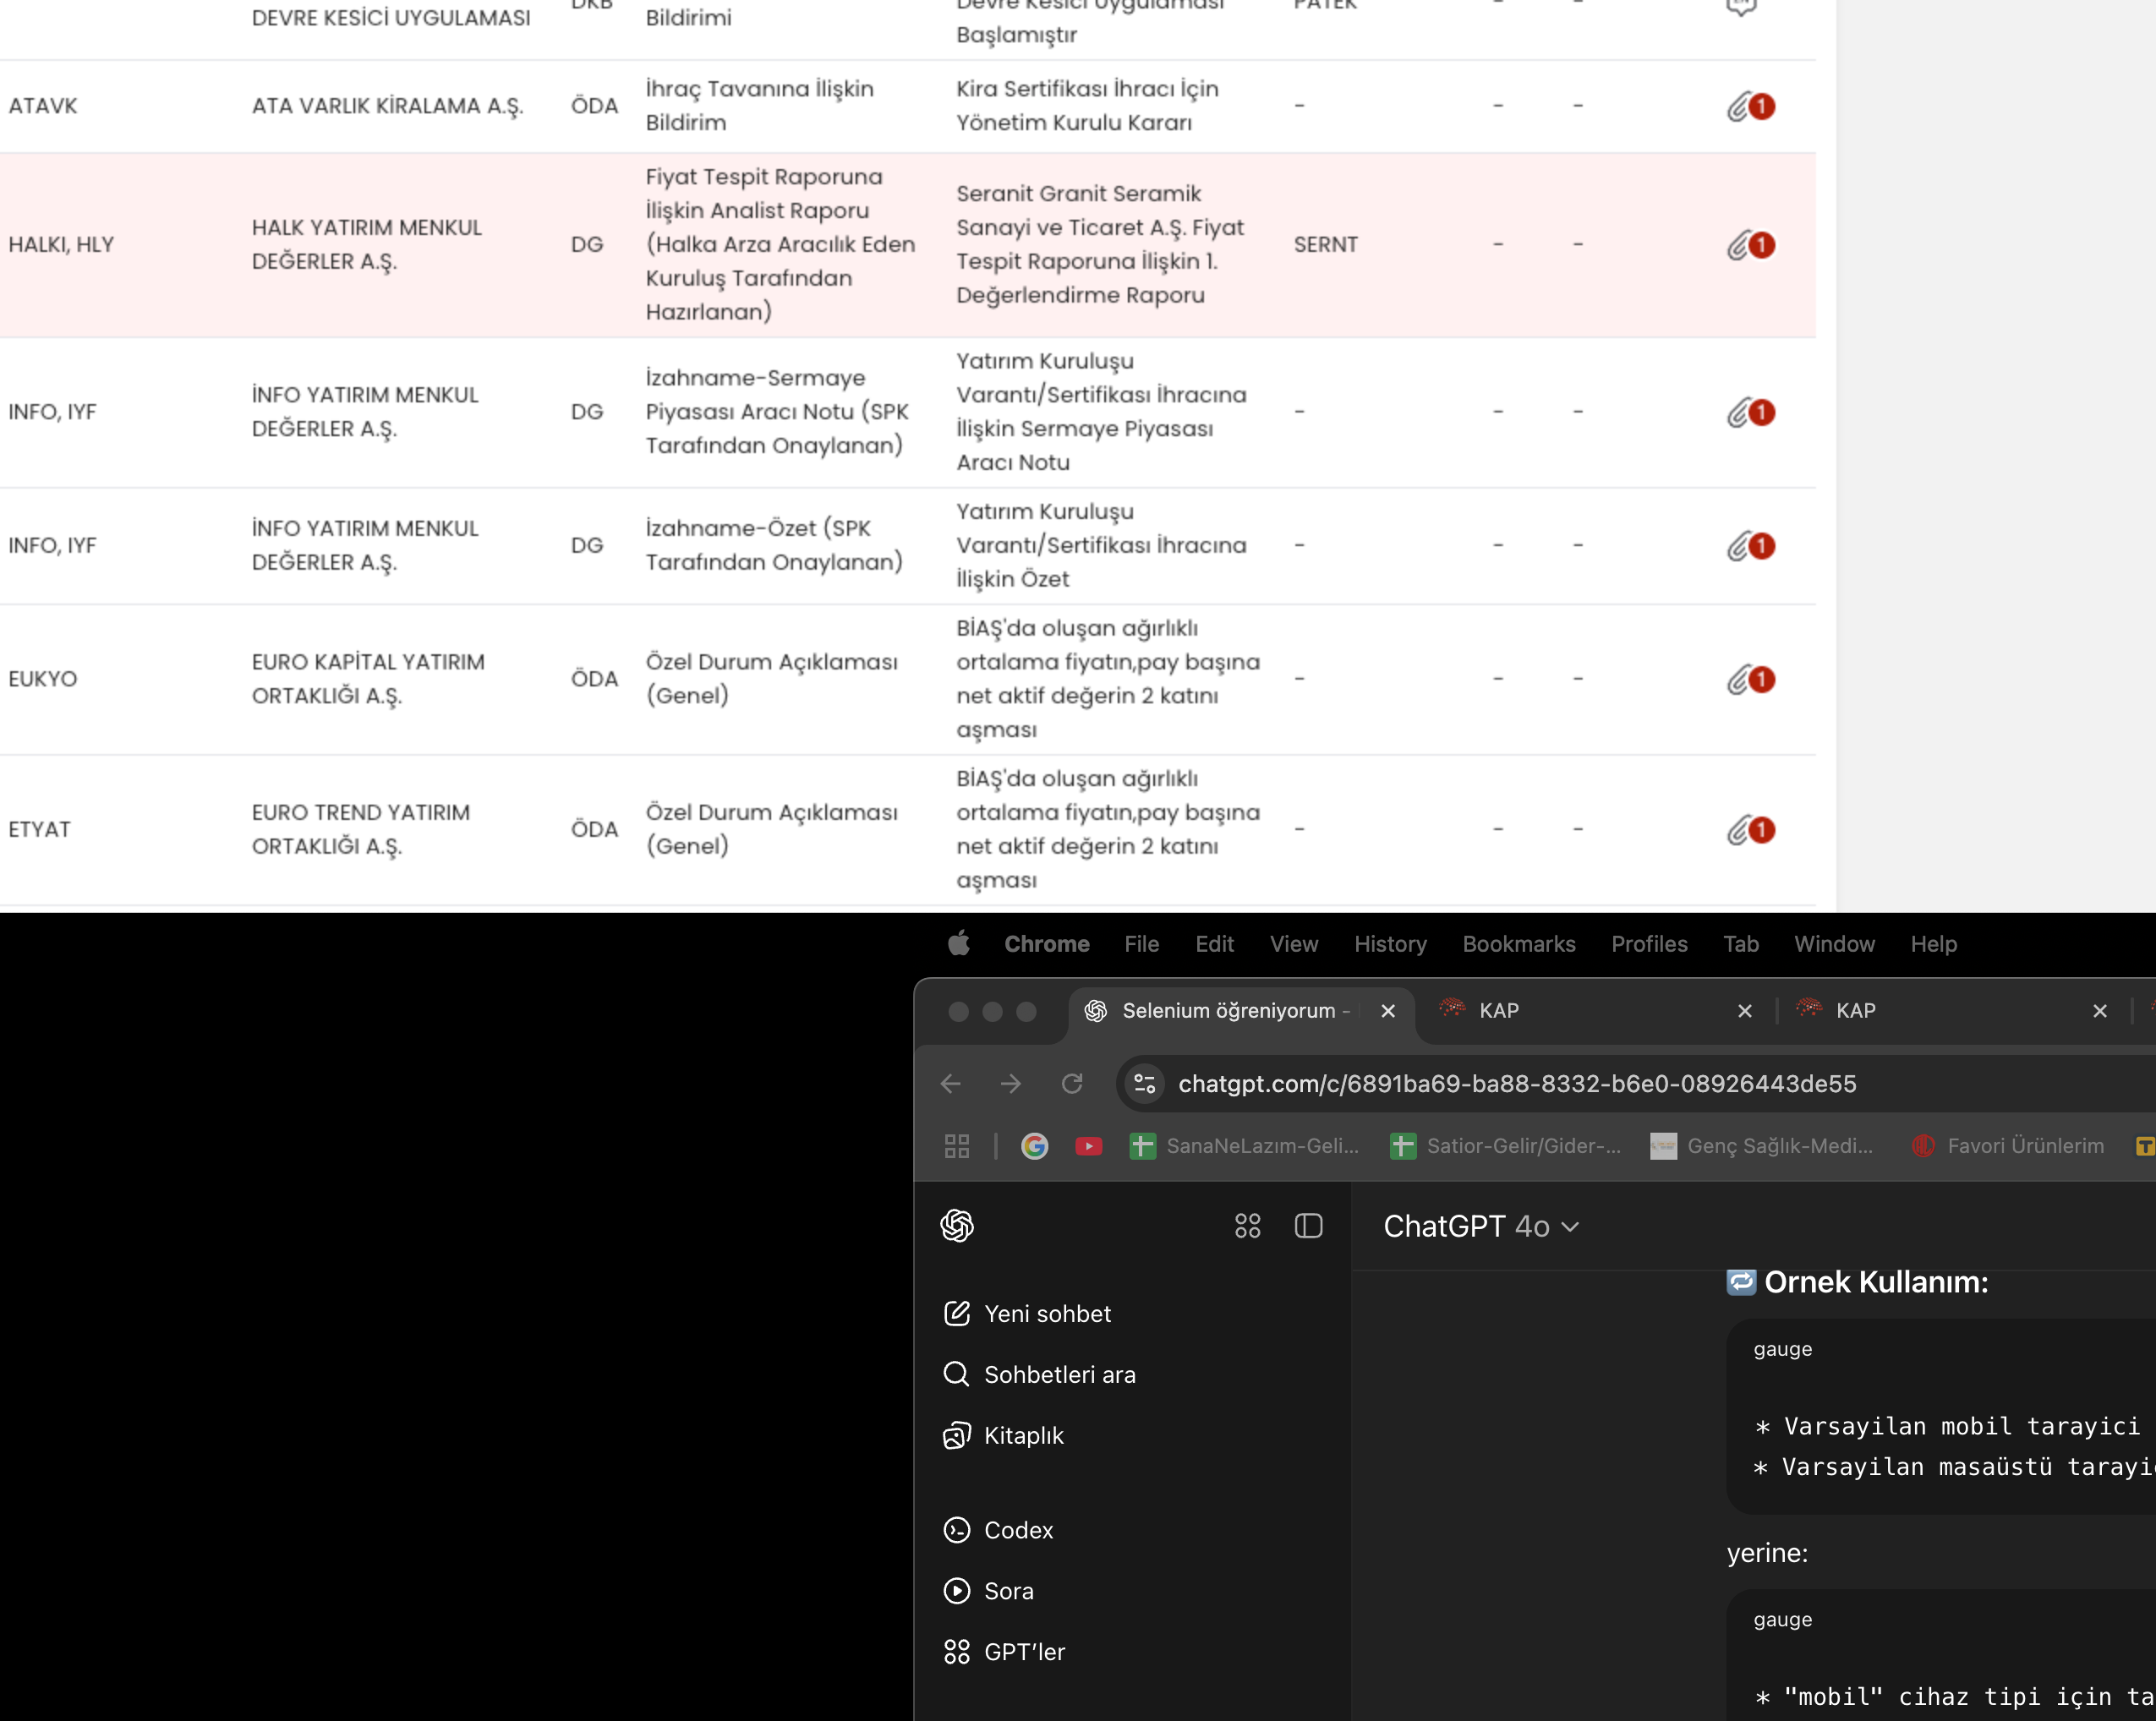 DEVRE KESİCİ UYGULAMASI
DKB
Bildirimi
Devre Kesici Uygulaması
Başlamıştır
PATEK
-
-
ATAVK
ATA VARLIK KİRALAMA A.Ş.
ÖDA
İhraç Tavanına İlişkin
Bildirim
Kira Sertifikası İhracı İçin
Yönetim Kurulu Kararı
-
-
-
1
HALKI, HLY
HALK YATIRIM MENKUL
DEĞERLER A.Ş.
DG
Fiyat Tespit Raporuna
İlişkin Analist Raporu
(Halka Arza Aracılık Eden
Kuruluş Tarafından
Hazırlanan)
Seranit Granit Seramik
Sanayi ve Ticaret A.Ş. Fiyat
Tespit Raporuna İlişkin 1.
Değerlendirme Raporu
SERNT
-
-
1
INFO, IYF
İNFO YATIRIM MENKUL
DEĞERLER A.Ş.
DG
İzahname-Sermaye
Piyasası Aracı Notu (SPK
Tarafından Onaylanan)
Yatırım Kuruluşu
Varantı/Sertifikası İhracına
İlişkin Sermaye Piyasası
Aracı Notu
-
-
-
1
INFO, IYF
İNFO YATIRIM MENKUL
DEĞERLER A.Ş.
DG
İzahname-Özet (SPK
Tarafından Onaylanan)
Yatırım Kuruluşu
Varantı/Sertifikası İhracına
İlişkin Özet
-
-
-
1
EUKYO
EURO KAPİTAL YATIRIM
ORTAKLIĞI A.Ş.
ÖDA
Özel Durum Açıklaması
(Genel)
BİAŞ'da oluşan ağırlıklı
ortalama fiyatın,pay başına
net aktif değerin 2 katını
aşması
-
-
-
1
ETYAT
EURO TREND YATIRIM
ORTAKLIĞI A.Ş.
ÖDA
Özel Durum Açıklaması
(Genel)
BİAŞ'da oluşan ağırlıklı
ortalama fiyatın,pay başına
net aktif değerin 2 katını
aşması
-
-
-
1
Chrome File Edit View History Bookmarks Profiles Tab Window Help
Selenium öğreniyorum -
KAP
KAP
chatgpt.com/c/6891ba69-ba88-8332-b6e0-08926443de55
SanaNeLazım-Geli...
Satior-Gelir/Gider-...
Genç Sağlık-Medi...
Favori Ürünlerim
ChatGPT 4o
Yeni sohbet
Sohbetleri ara
Kitaplık
Codex
Sora
GPT'ler
Örnek Kullanım:
gauge
* Varsayilan mobil tarayici
* Varsayilan masaüstü tarayi
yerine:
gauge
* "mobil" cihaz tipi için ta